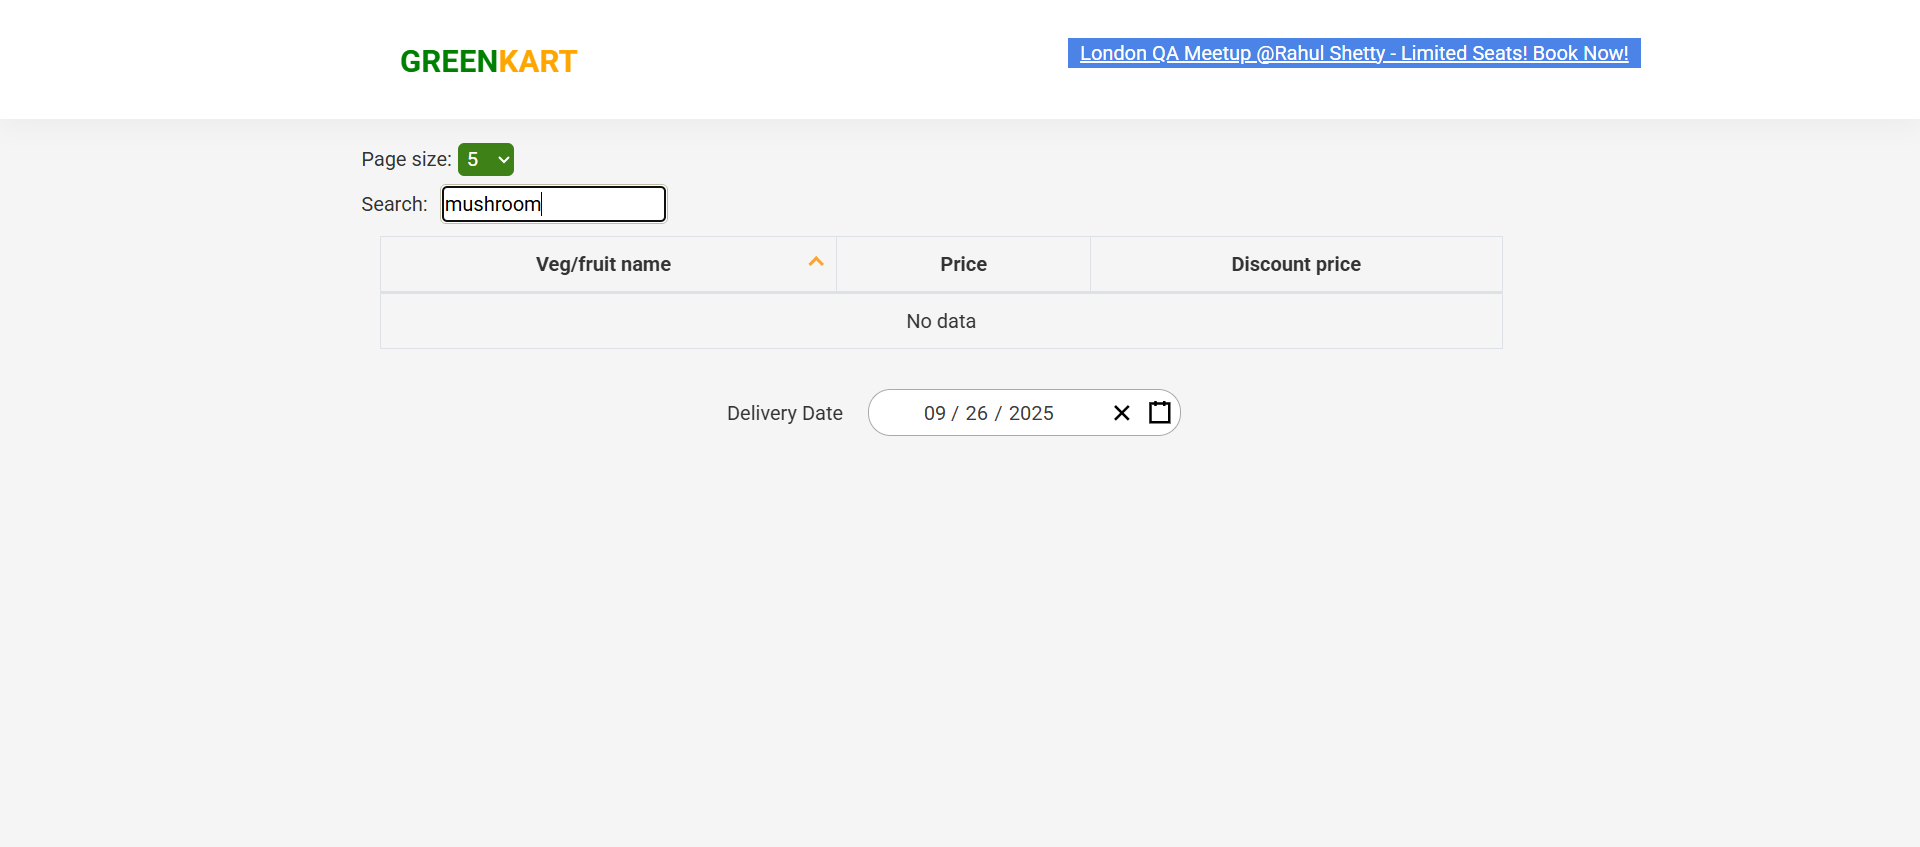 GREENKART
London QA Meetup @Rahul Shetty - Limited Seats! Book Now!
Page size: 5
Search: mushroom
Veg/fruit name Price Discount price
No data
Delivery Date 09 / 26 / 2025